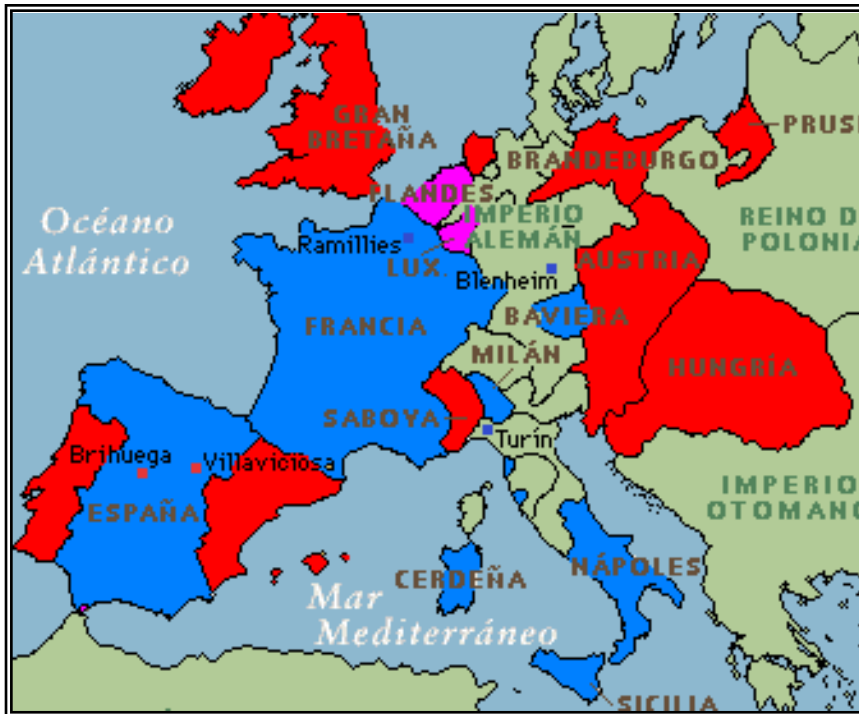 GRAN
BRETAÑA
PRUSI
BRANDEBURGO
FLANDES
IMPERIO
ALEMÁN
REINO D
POLONIA
Océano
Atlántico
Ramillies
LUX.
Blenheim
AUSTRIA
FRANCIA
BAVIERA
MILÁN
HUNGRÍA
SABOYA
Turín
Brihuega
Villaviciosa
ESPAÑA
IMPERIO
OTOMANO
CERDEÑA
NÁPOLES
Mar
Mediterráneo
SICILIA